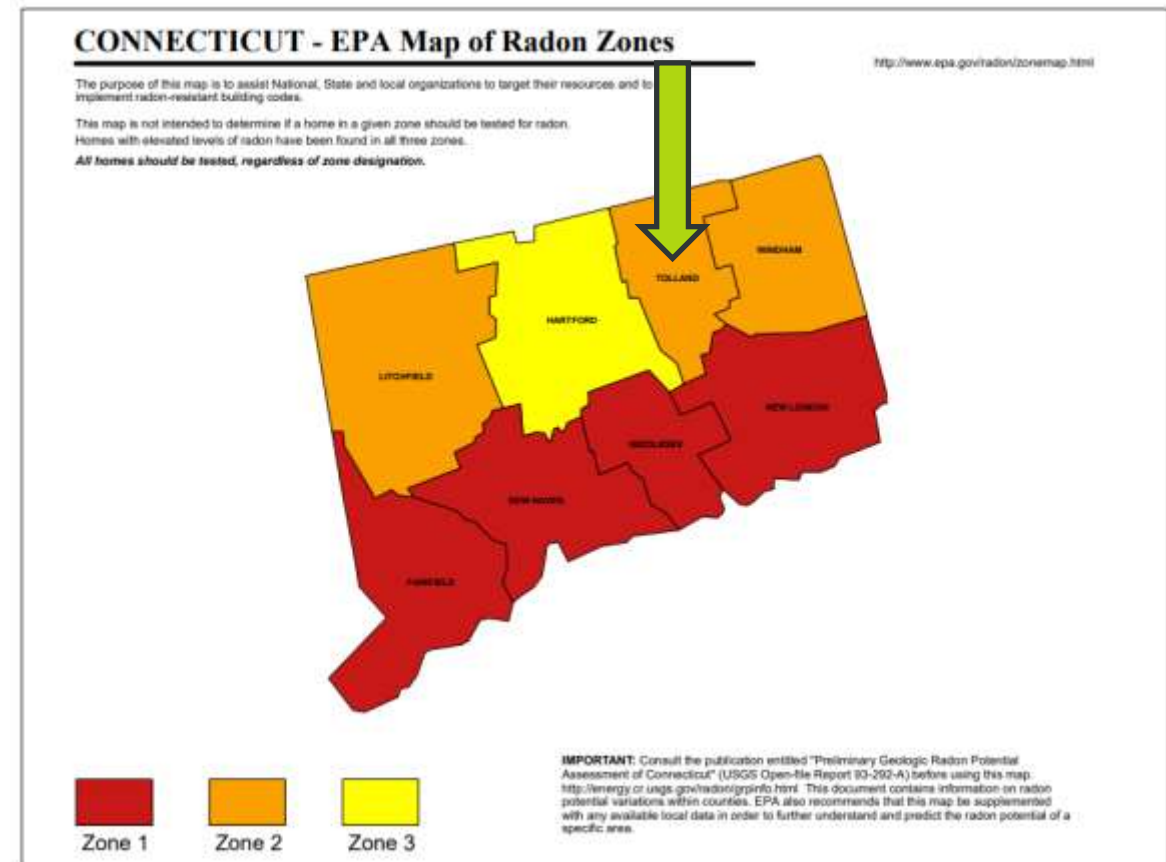 CONNECTICUT - EPA Map of Radon Zones
http://www.epa.gov/radon/zonemap.html
The purpose of this map is to assist National, State and local organizations to target their resources and to
implement radon-resistant building codes.
This map is not intended to determine if a home in a given zone should be tested for radon.
Homes with elevated levels of radon have been found in all three zones.
All homes should be tested, regardless of zone designation.
WINDHAM
TOLLAND
HARTFORD
LITCHFIELD
NEW LONDON
MIDDLESEX
NEW HAVEN
FAIRFIELD
IMPORTANT: Consult the publication entitled "Preliminary Geologic Radon Potential
Assessment of Connecticut" (USGS Open-file Report 93-292-A) before using this map.
http://energy.cr.usgs.gov/radon/grpinfo.html This document contains information on radon
potential variations within counties. EPA also recommends that this map be supplemented
with any available local data in order to further understand and predict the radon potential of a
specific area.
Zone 1
Zone 2
Zone 3